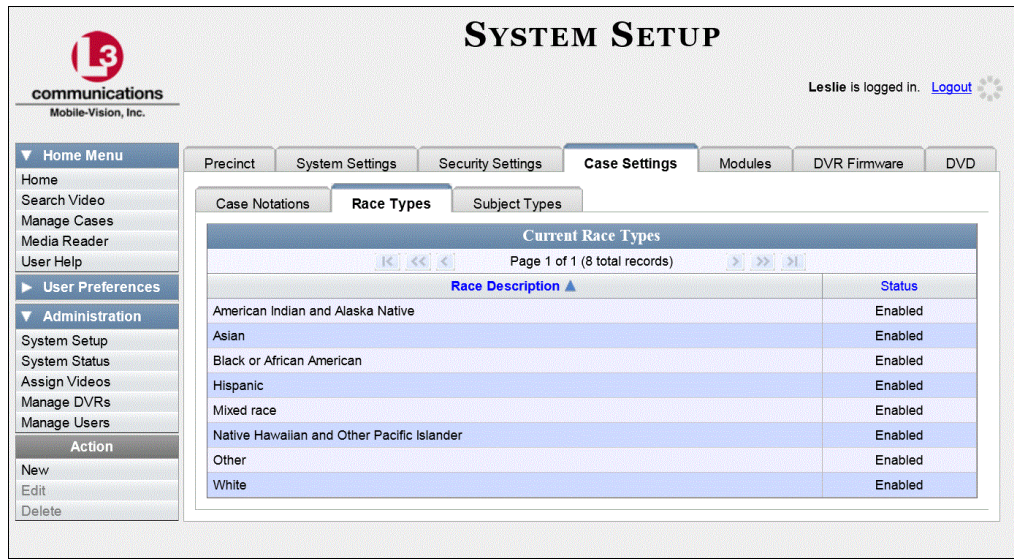 SYSTEM SETUP
L3
communications
Mobile-Vision, Inc.
Leslie is logged in. Logout
Home Menu
Home
Search Video
Manage Cases
Media Reader
User Help
User Preferences
Administration
System Setup
System Status
Assign Videos
Manage DVRs
Manage Users
Action
New
Edit
Delete
Precinct System Settings Security Settings Case Settings Modules DVR Firmware DVD
Case Notations Race Types Subject Types
Current Race Types
|< << < Page 1 of 1 (8 total records) > >> >|
Race Description ▲ Status
American Indian and Alaska Native Enabled
Asian Enabled
Black or African American Enabled
Hispanic Enabled
Mixed race Enabled
Native Hawaiian and Other Pacific Islander Enabled
Other Enabled
White Enabled